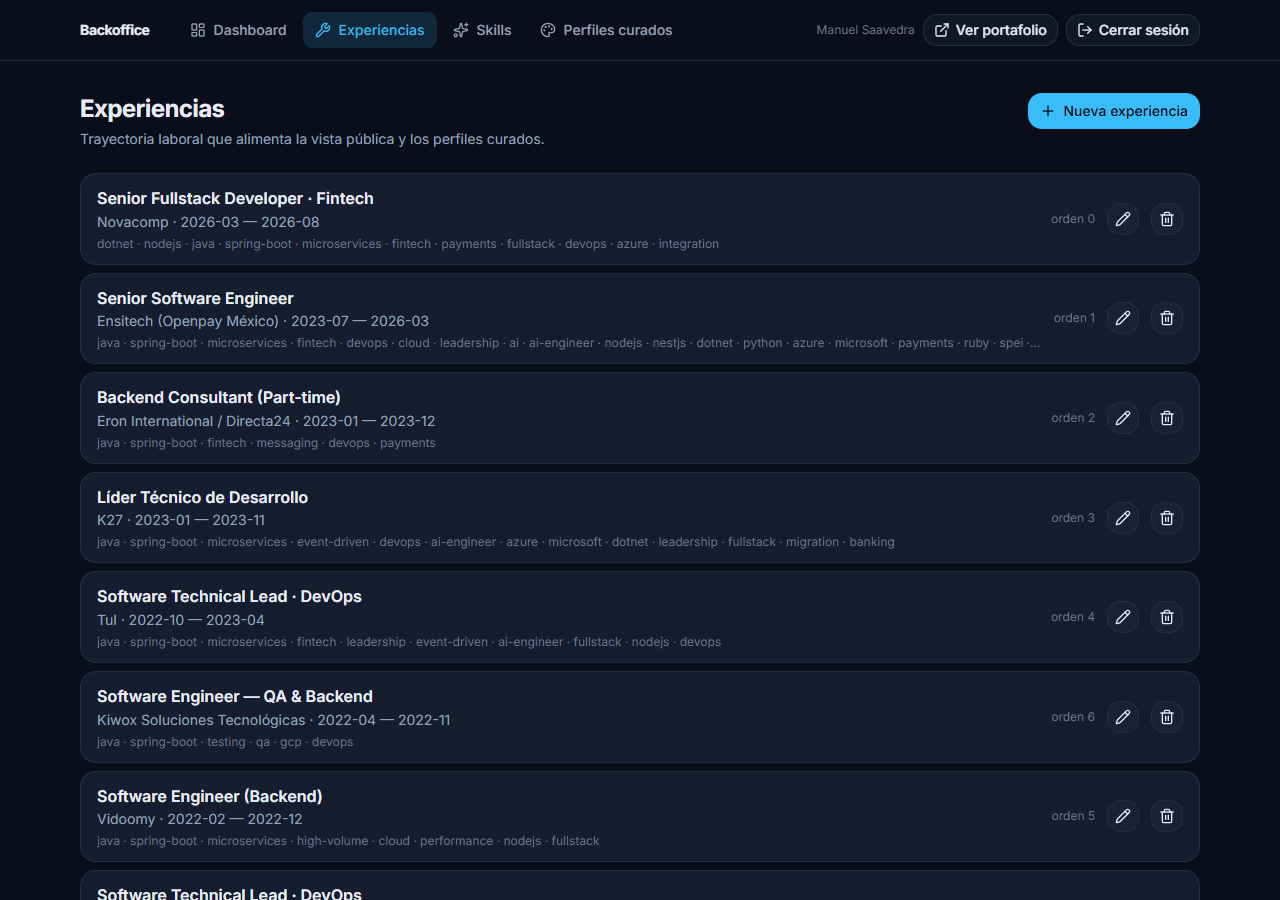 Backoffice
Dashboard
Experiencias
Skills
Perfiles curados
Manuel Saavedra
Ver portafolio
Cerrar sesión
Experiencias
Nueva experiencia
Trayectoria laboral que alimenta la vista pública y los perfiles curados.
Senior Fullstack Developer · Fintech
Novacomp · 2026-03 — 2026-08
orden 0
dotnet · nodejs · java · spring-boot · microservices · fintech · payments · fullstack · devops · azure · integration
Senior Software Engineer
Ensitech (Openpay México) · 2023-07 — 2026-03
orden 1
java · spring-boot · microservices · fintech · devops · cloud · leadership · ai · ai-engineer · nodejs · nestjs · dotnet · python · azure · microsoft · payments · ruby · spei ·...
Backend Consultant (Part-time)
Eron International / Directa24 · 2023-01 — 2023-12
orden 2
java · spring-boot · fintech · messaging · devops · payments
Líder Técnico de Desarrollo
K27 · 2023-01 — 2023-11
orden 3
java · spring-boot · microservices · event-driven · devops · ai-engineer · azure · microsoft · dotnet · leadership · fullstack · migration · banking
Software Technical Lead · DevOps
Tul · 2022-10 — 2023-04
orden 4
java · spring-boot · microservices · fintech · leadership · event-driven · ai-engineer · fullstack · nodejs · devops
Software Engineer — QA & Backend
Kiwox Soluciones Tecnológicas · 2022-04 — 2022-11
orden 6
java · spring-boot · testing · qa · gcp · devops
Software Engineer (Backend)
Vidoomy · 2022-02 — 2022-12
orden 5
java · spring-boot · microservices · high-volume · cloud · performance · nodejs · fullstack
Software Technical Lead · DevOps